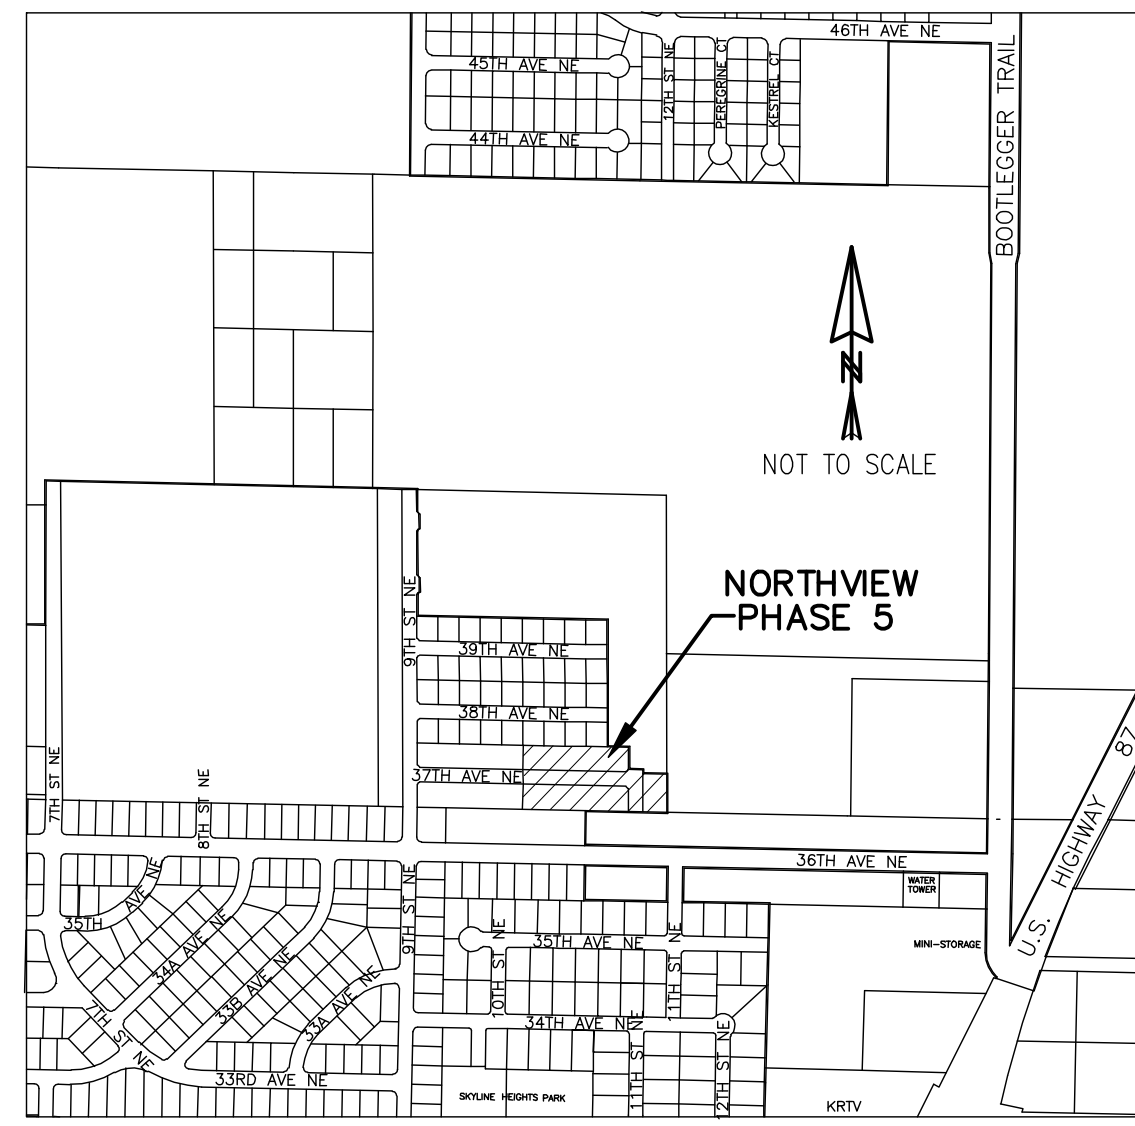 46TH AVE NE
45TH AVE NE
12TH ST NE
PEREGRINE CT
KESTREL CT
BOOTLEGGER TRAIL
44TH AVE NE
N
NOT TO SCALE
NORTHVIEW
PHASE 5
9TH ST NE
39TH AVE NE
38TH AVE NE
37TH AVE NE
7TH ST NE
8TH ST NE
U.S. HIGHWAY 87
36TH AVE NE
WATER
TOWER
35TH AVE NE
9TH ST NE
34A AVE NE
35TH AVE NE
10TH ST NE
11TH ST NE
MINI-STORAGE
33B AVE NE
33A AVE NE
7TH ST NE
34TH AVE NE
11TH ST NE
12TH ST NE
33RD AVE NE
SKYLINE HEIGHTS PARK
KRTV